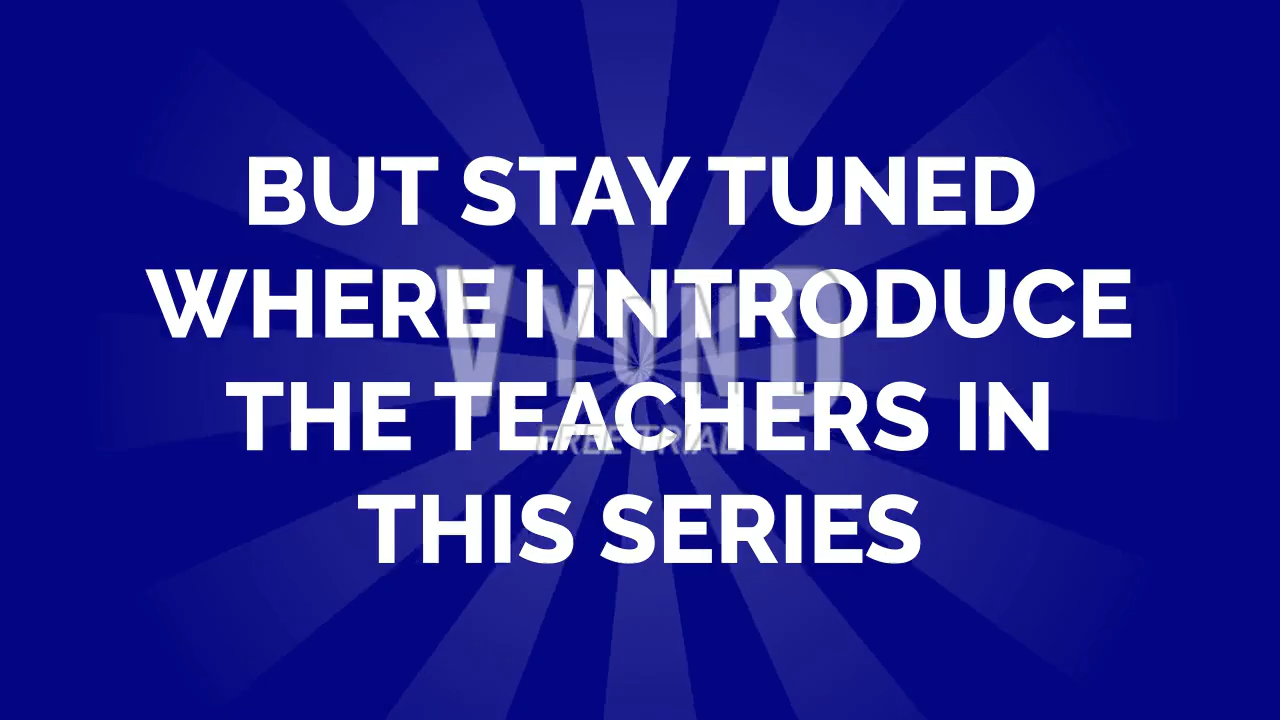 BUT STAY TUNED
WHERE I INTRODUCE
VYOND
THE TEACHERS IN
FREE TRIAL
THIS SERIES